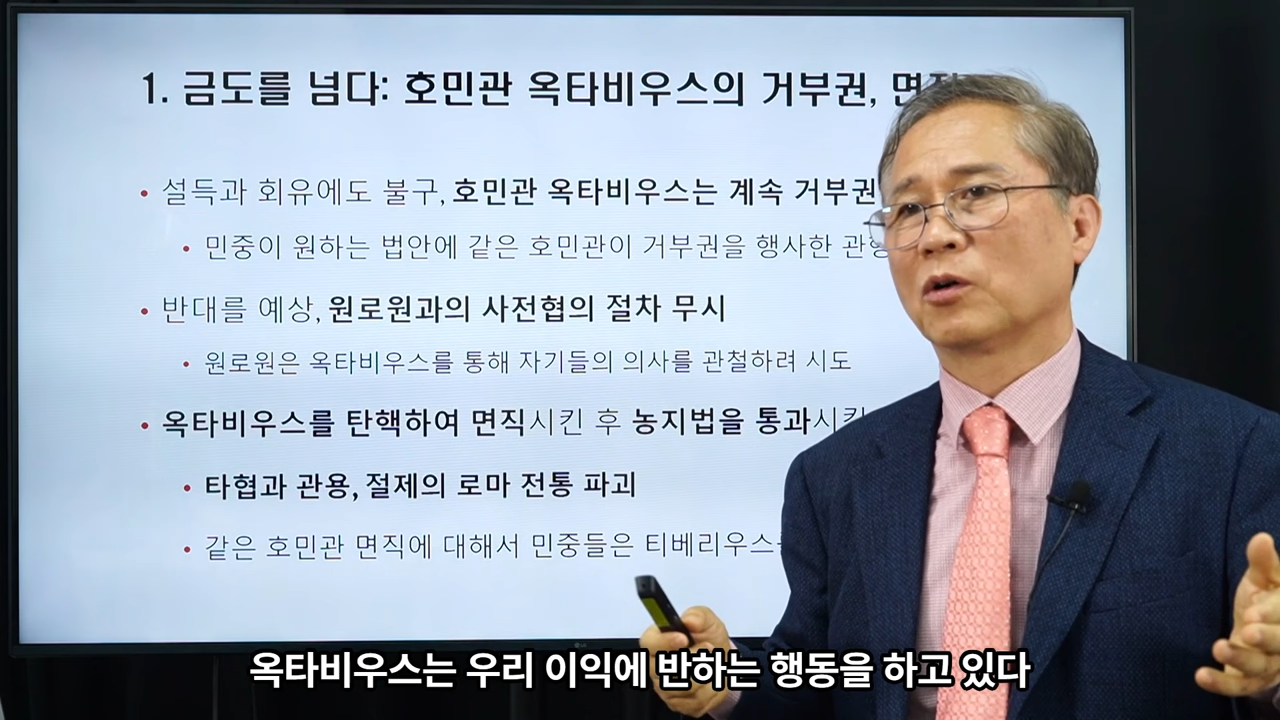 1. 금도를 넘다: 호민관 옥타비우스의 거부권,
• 설득과 회유에도 불구, 호민관 옥타비우스는 계속 거부권
• 민중이 원하는 법안에 같은 호민관이 거부권을 행사한
• 반대를 예상, 원로원과의 사전협의 절차 무시
• 원로원은 옥타비우스를 통해 자기들의 의사를 관철하려 시도
• 옥타비우스를 탄핵하여 면직시킨 후 농지법을 통과시킨
• 타협과 관용, 절제의 로마 전통 파괴
• 같은 호민관 면직에 대해서 민중들은 티베리우스
옥타비우스는 우리 이익에 반하는 행동을 하고 있다